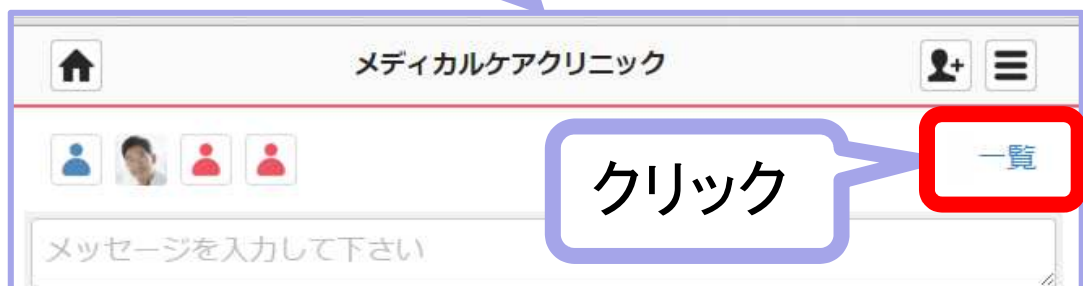 メディカルケアクリニック
一覧
クリック
メッセージを入力して下さい